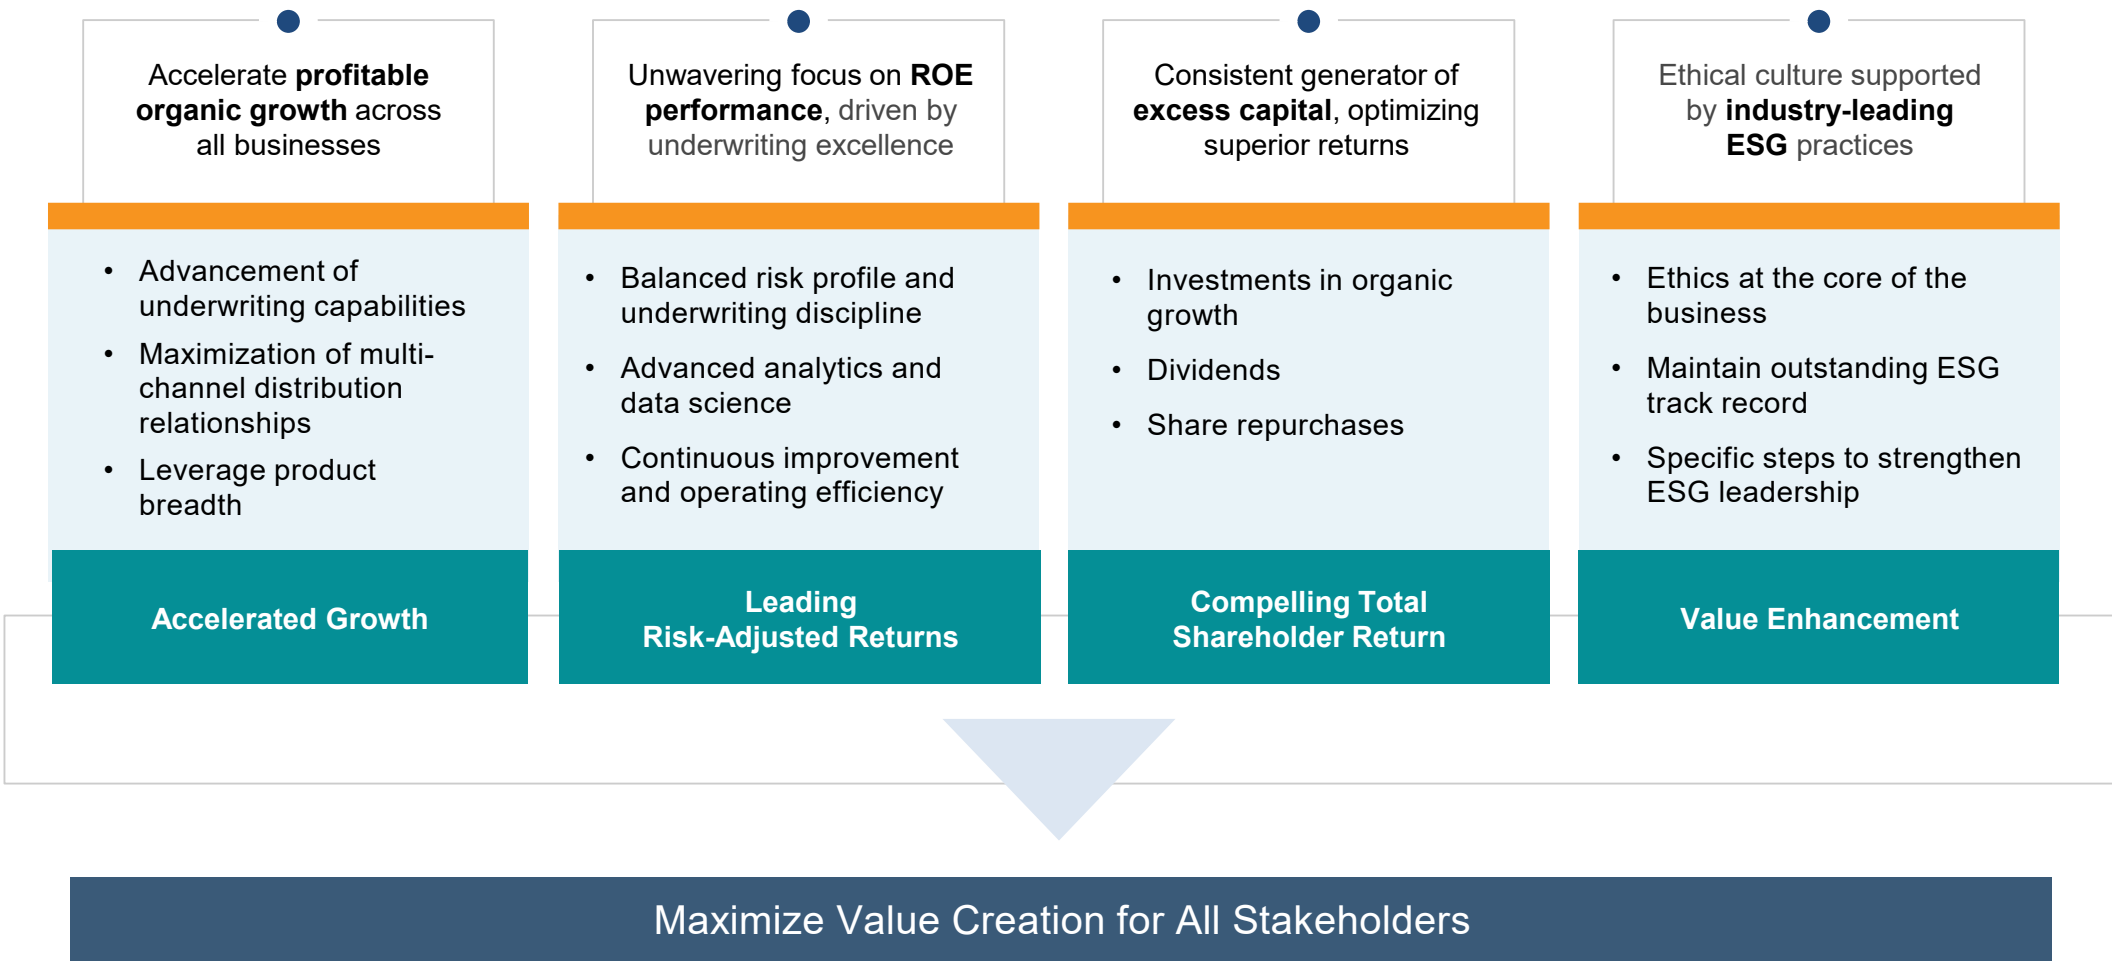 Accelerate profitable
organic growth across
all businesses
• Advancement of
underwriting capabilities
• Maximization of multi-
channel distribution
relationships
• Leverage product
breadth
Accelerated Growth
Unwavering focus on ROE
performance, driven by
underwriting excellence
• Balanced risk profile and
underwriting discipline
• Advanced analytics and
data science
• Continuous improvement
and operating efficiency
Leading
Risk-Adjusted Returns
Consistent generator of
excess capital, optimizing
superior returns
• Investments in organic
growth
• Dividends
• Share repurchases
Compelling Total
Shareholder Return
Ethical culture supported
by industry-leading
ESG practices
• Ethics at the core of the
business
• Maintain outstanding ESG
track record
• Specific steps to strengthen
ESG leadership
Value Enhancement
Maximize Value Creation for All Stakeholders